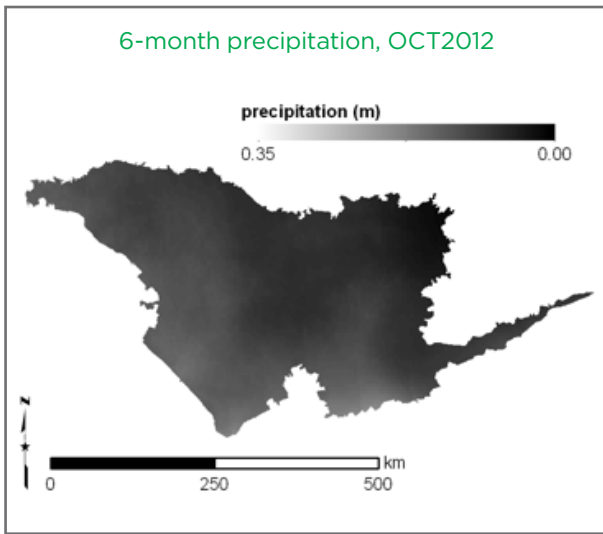 6-month precipitation, OCT2012
precipitation (m)
0.35 0.00
N
km
0 250 500